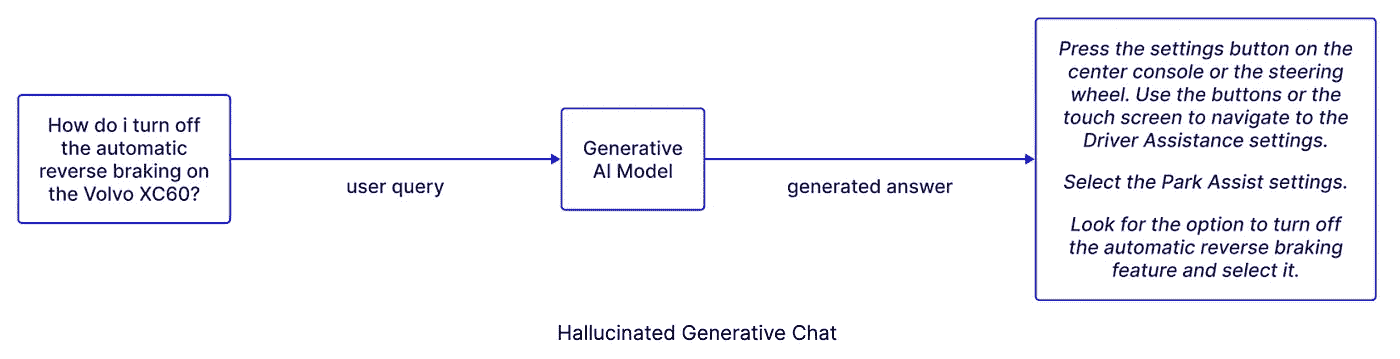 How do i turn off
the automatic
reverse braking on
the Volvo XC60?
user query
Generative
AI Model
generated answer
Press the settings button on the
center console or the steering
wheel. Use the buttons or the
touch screen to navigate to the
Driver Assistance settings.
Select the Park Assist settings.
Look for the option to turn off
the automatic reverse braking
feature and select it.
Hallucinated Generative Chat